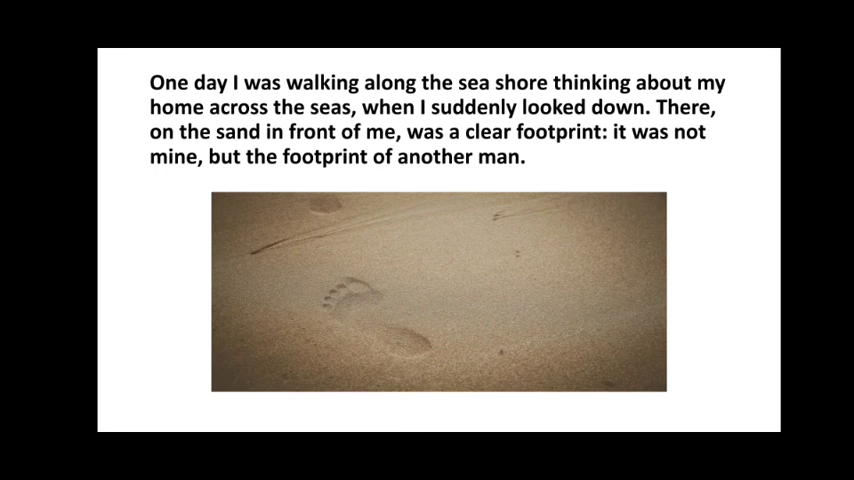 One day I was walking along the sea shore thinking about my
home across the seas, when I suddenly looked down. There,
on the sand in front of me, was a clear footprint: it was not
mine, but the footprint of another man.